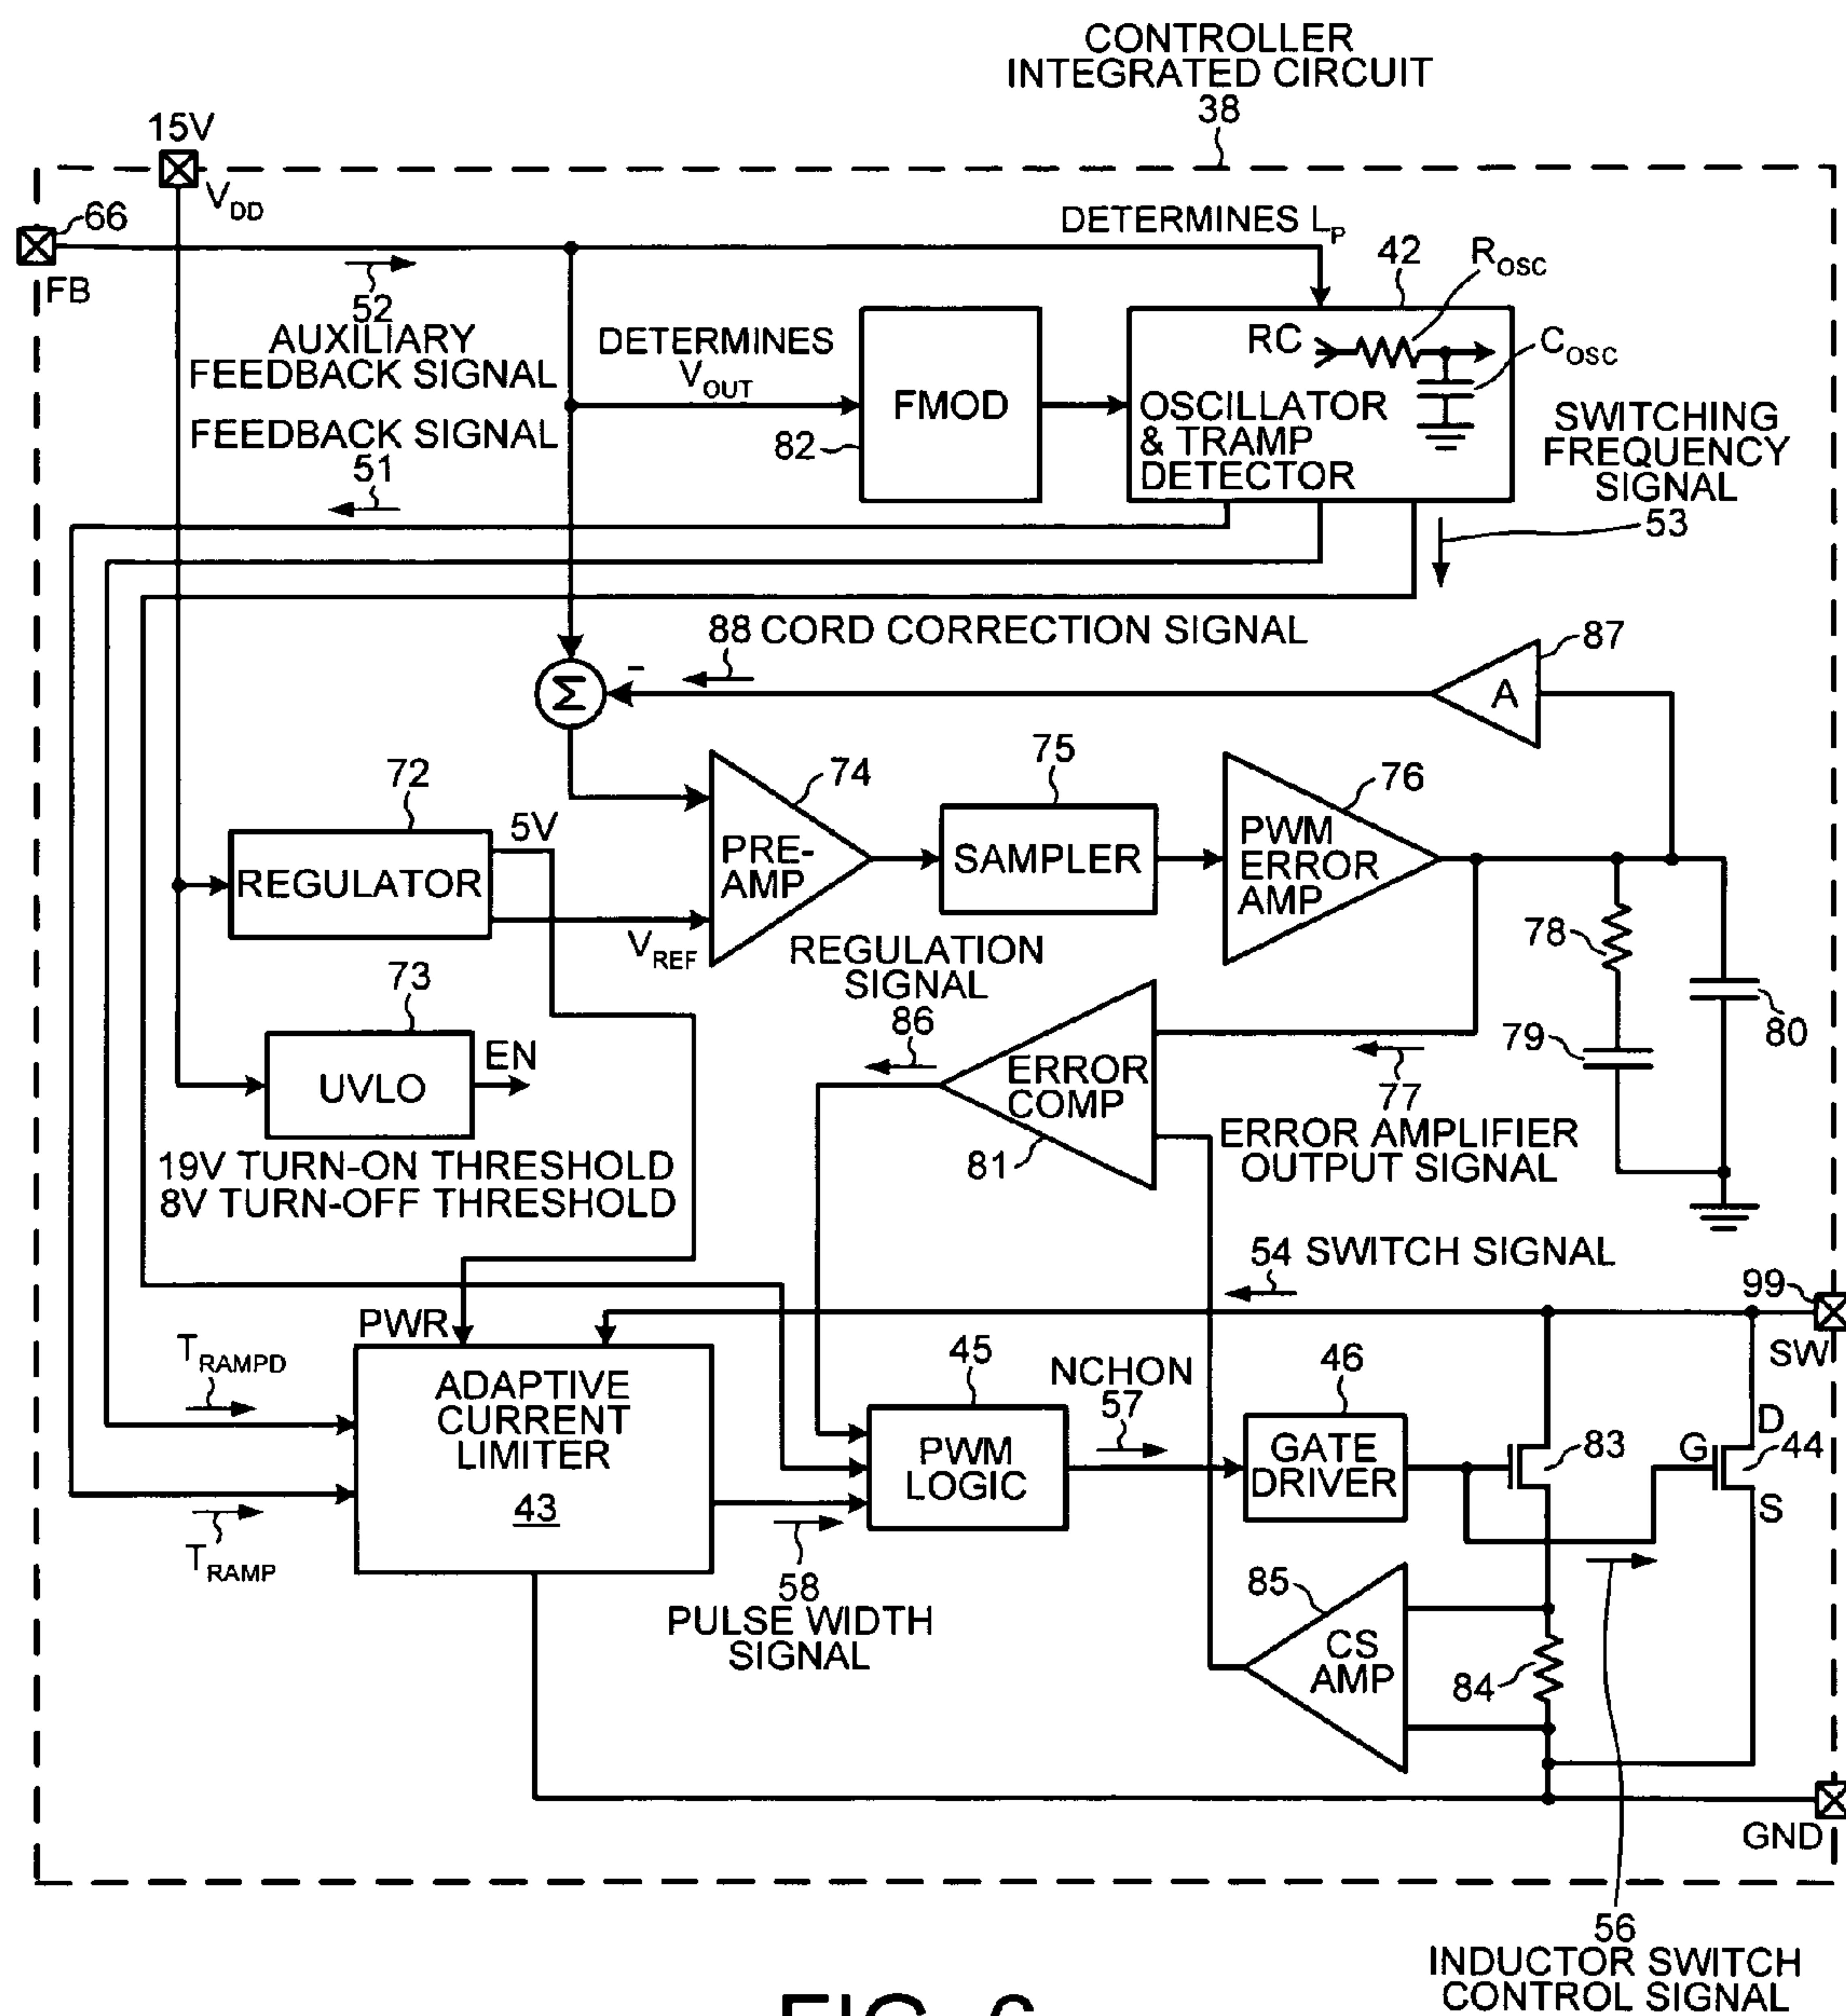 CONTROLLER
INTEGRATED CIRCUIT
38
15V
VDD
66
FB
52
AUXILIARY
FEEDBACK SIGNAL
FEEDBACK SIGNAL
51
DETERMINES LP
DETERMINES
VOUT
FMOD
82
42
ROSC
RC
COSC
OSCILLATOR
& TRAMP
DETECTOR
SWITCHING
FREQUENCY
SIGNAL
53
88 CORD CORRECTION SIGNAL
87
-
Σ
A
72
5V
REGULATOR
VREF
74
PRE-
AMP
75
SAMPLER
76
PWM
ERROR
AMP
78
79
80
73
UVLO
EN
19V TURN-ON THRESHOLD
8V TURN-OFF THRESHOLD
REGULATION
SIGNAL
86
ERROR
COMP
81
77
ERROR AMPLIFIER
OUTPUT SIGNAL
54 SWITCH SIGNAL
99
SW
PWR
TRAMPD
TRAMP
ADAPTIVE
CURRENT
LIMITER
43
45
PWM
LOGIC
NCHON
57
46
GATE
DRIVER
83
G
D
44
S
58
PULSE WIDTH
SIGNAL
85
CS
AMP
84
GND
56
INDUCTOR SWITCH
CONTROL SIGNAL
FIG. 6